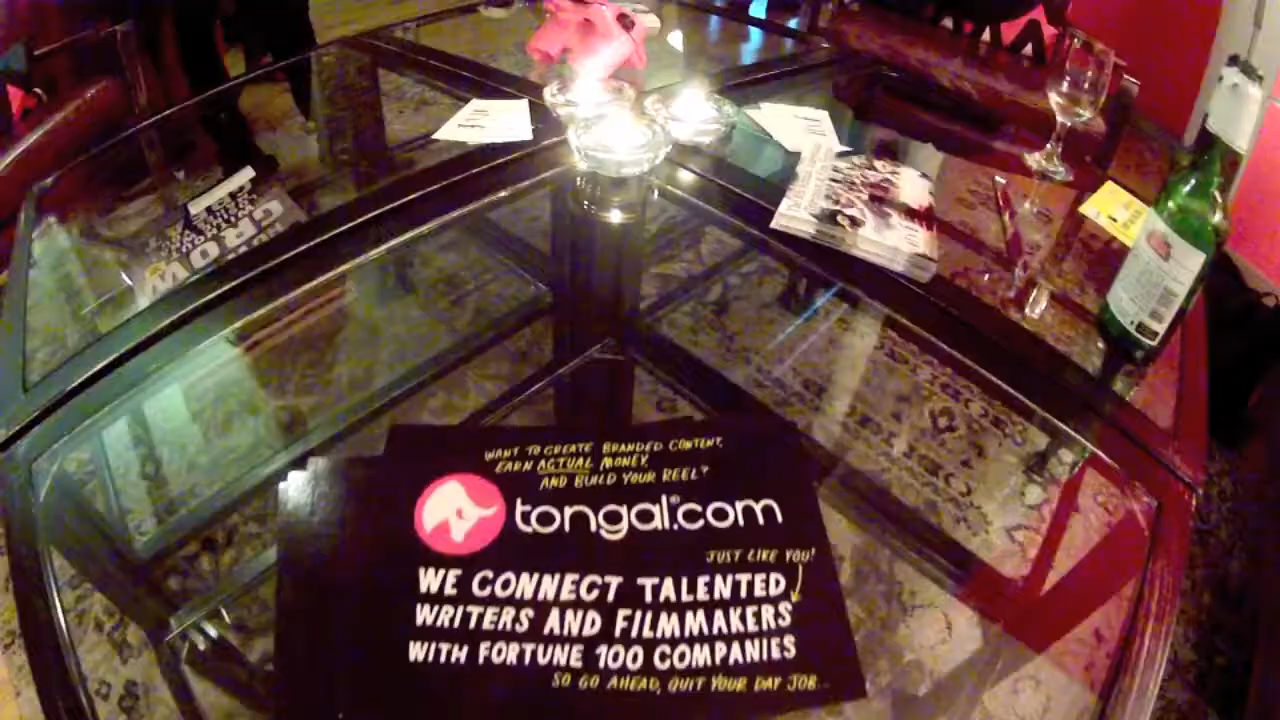 GROW
WANT TO CREATE BRANDED CONTENT,
EARN ACTUAL MONEY,
AND BUILD YOUR REEL?
tongal.com
JUST LIKE YOU!
WE CONNECT TALENTED
WRITERS AND FILMMAKERS
WITH FORTUNE 100 COMPANIES
SO GO AHEAD, QUIT YOUR DAY JOB...